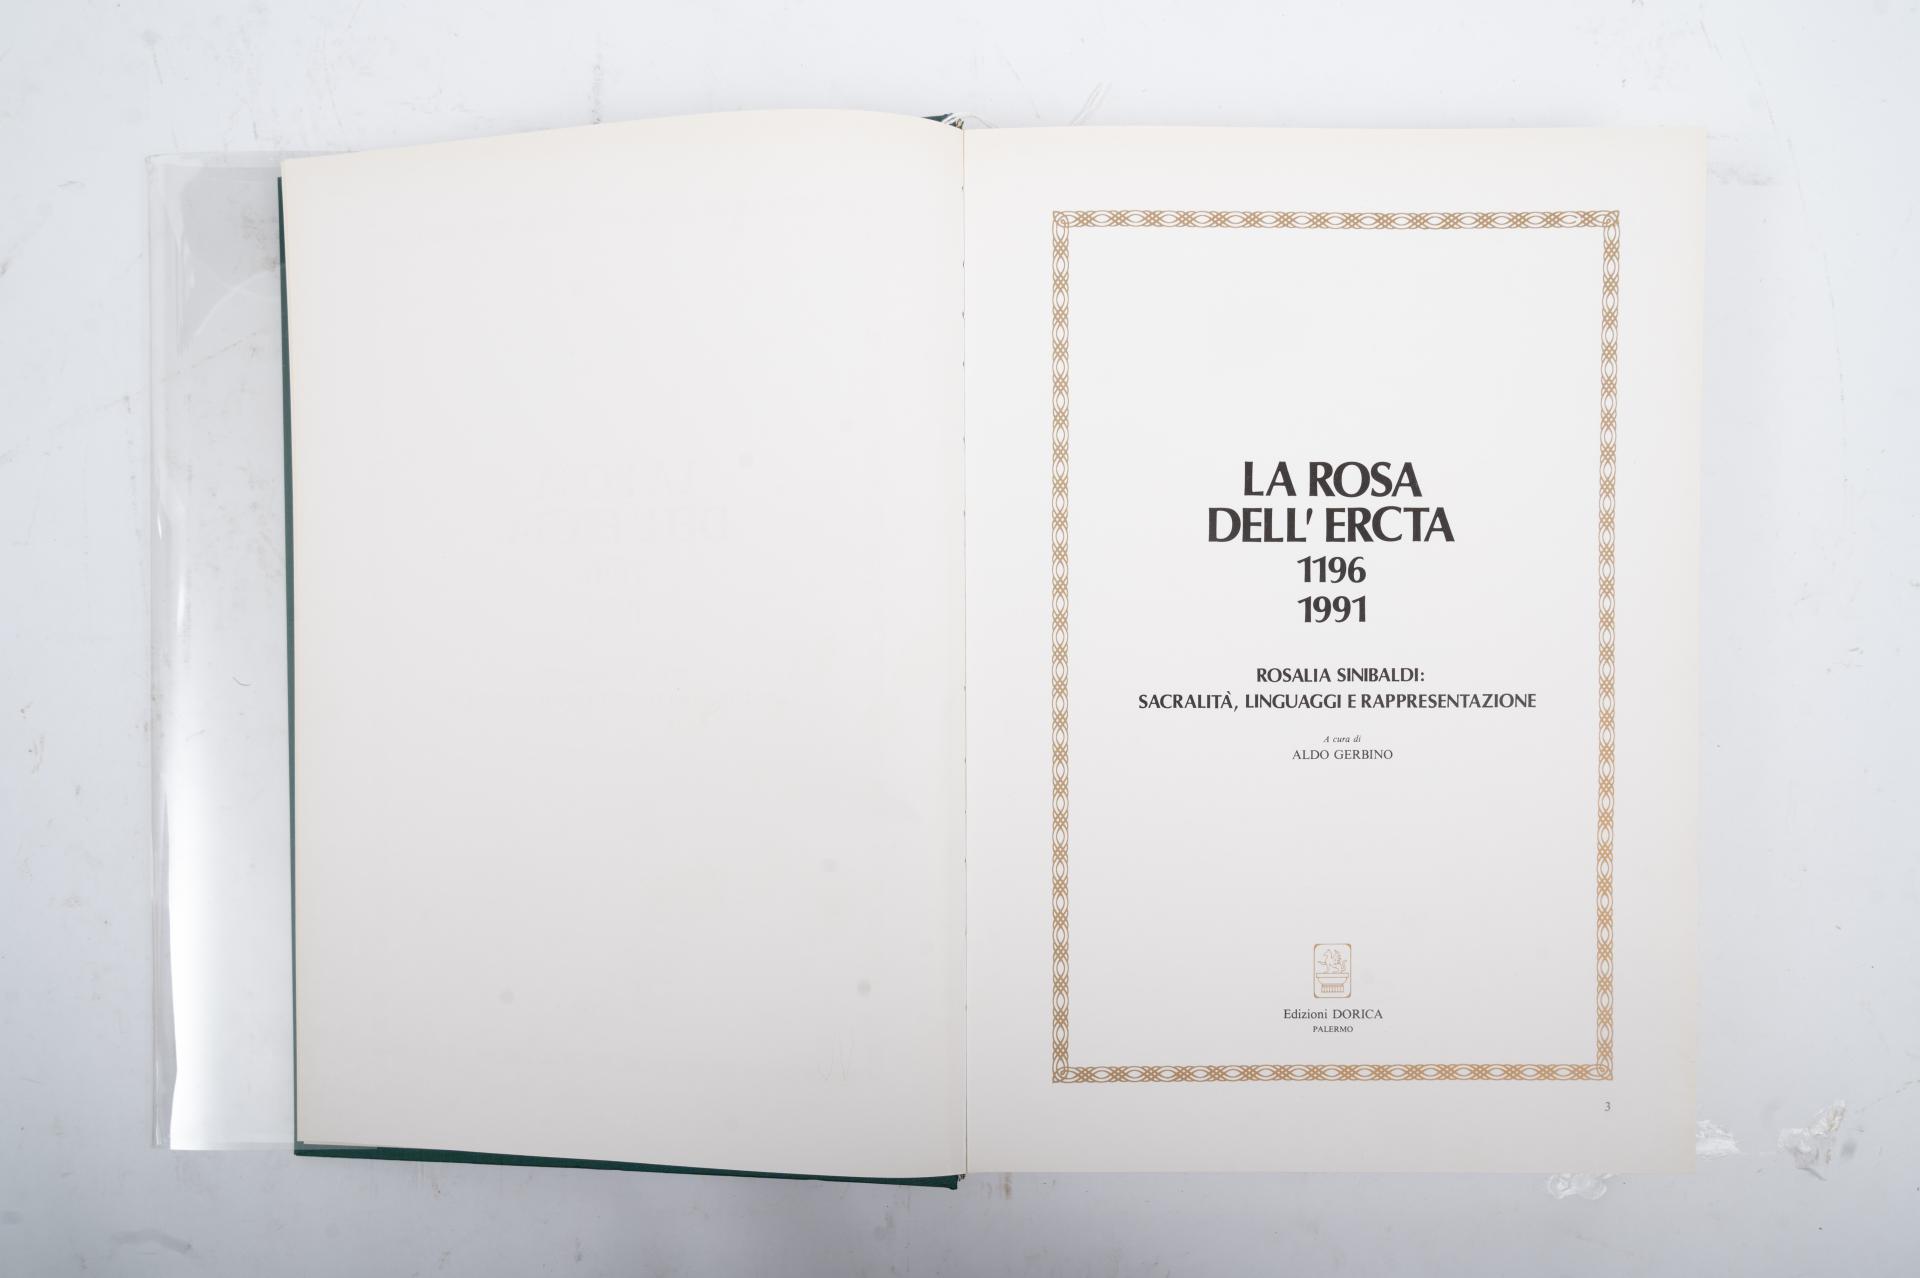 LA ROSA
DELL' ERCTA
1196
1991
ROSALIA SINIBALDI:
SACRALITÀ, LINGUAGGI E RAPPRESENTAZIONE
A cura di
ALDO GERBINO
Edizioni DORICA
PALERMO
3